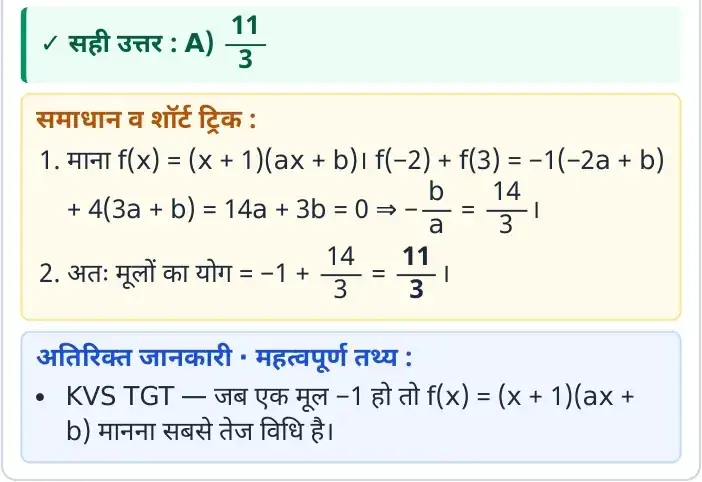 ✓ सही उत्तर : A) 11/3
समाधान व शॉर्ट ट्रिक :
1. माना f(x) = (x + 1)(ax + b)। f(−2) + f(3) = −1(−2a + b)
+ 4(3a + b) = 14a + 3b = 0 ⇒ − b/a = 14/3 ।
2. अतः मूलों का योग = −1 + 14/3 = 11/3 ।
अतिरिक्त जानकारी · महत्वपूर्ण तथ्य :
• KVS TGT — जब एक मूल −1 हो तो f(x) = (x + 1)(ax +
b) मानना सबसे तेज विधि है।